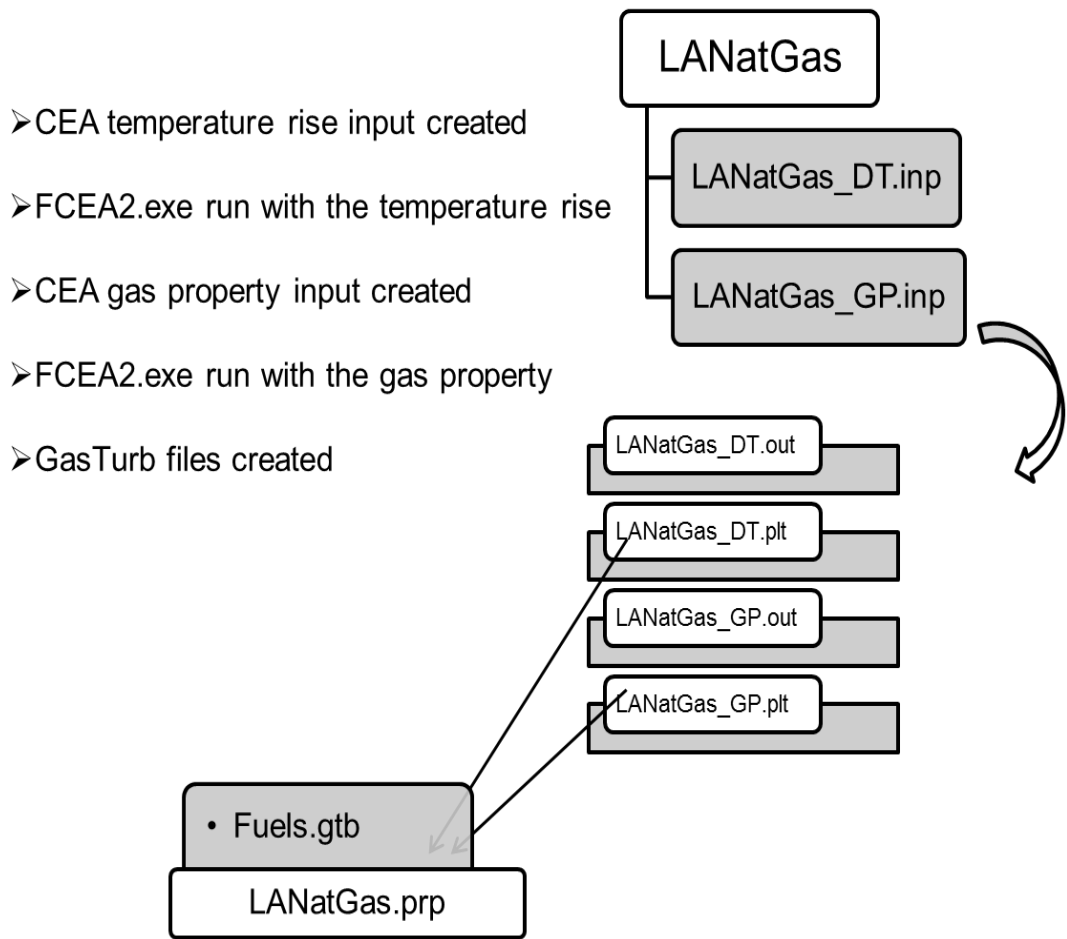 LANatGas
➢CEA temperature rise input created
LANatGas_DT.inp
➢FCEA2.exe run with the temperature rise
➢CEA gas property input created
LANatGas_GP.inp
➢FCEA2.exe run with the gas property
➢GasTurb files created
LANatGas_DT.out
LANatGas_DT.plt
LANatGas_GP.out
LANatGas_GP.plt
• Fuels.gtb
LANatGas.prp